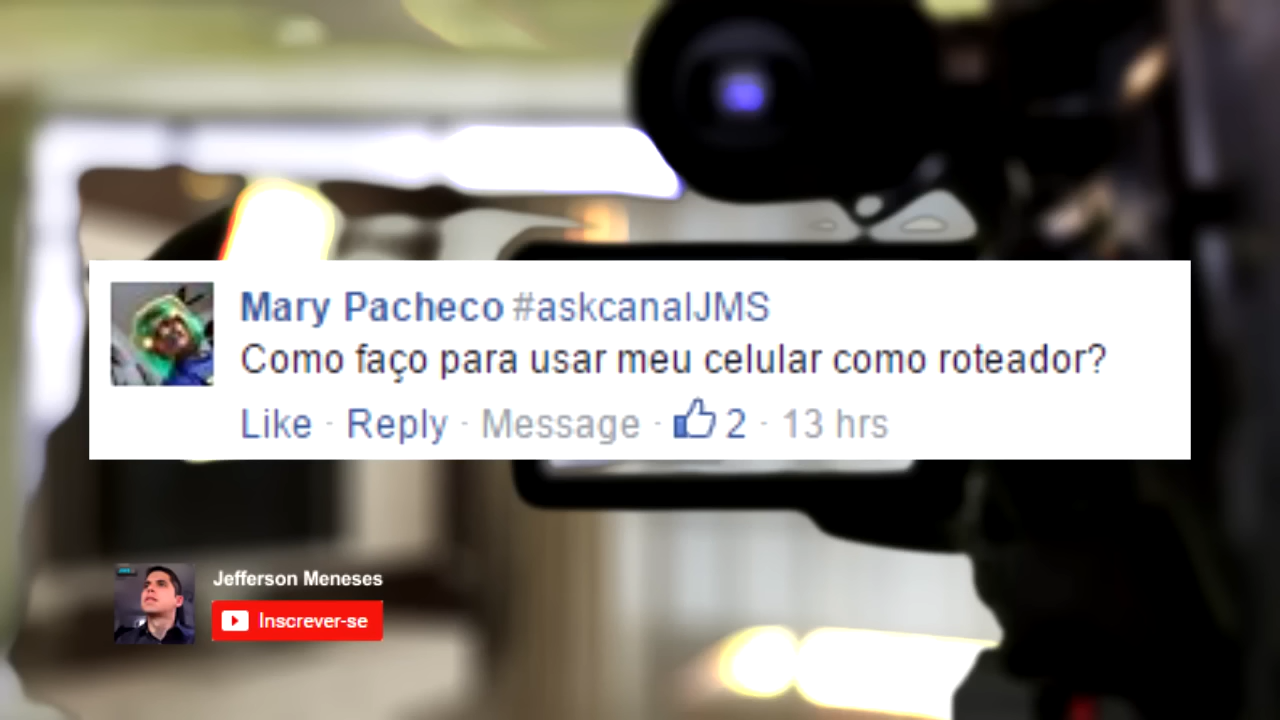 Mary Pacheco #askcanalJMS
Como faço para usar meu celular como roteador?
Like · Reply · Message · 2 · 13 hrs
Jefferson Meneses
Inscrever-se